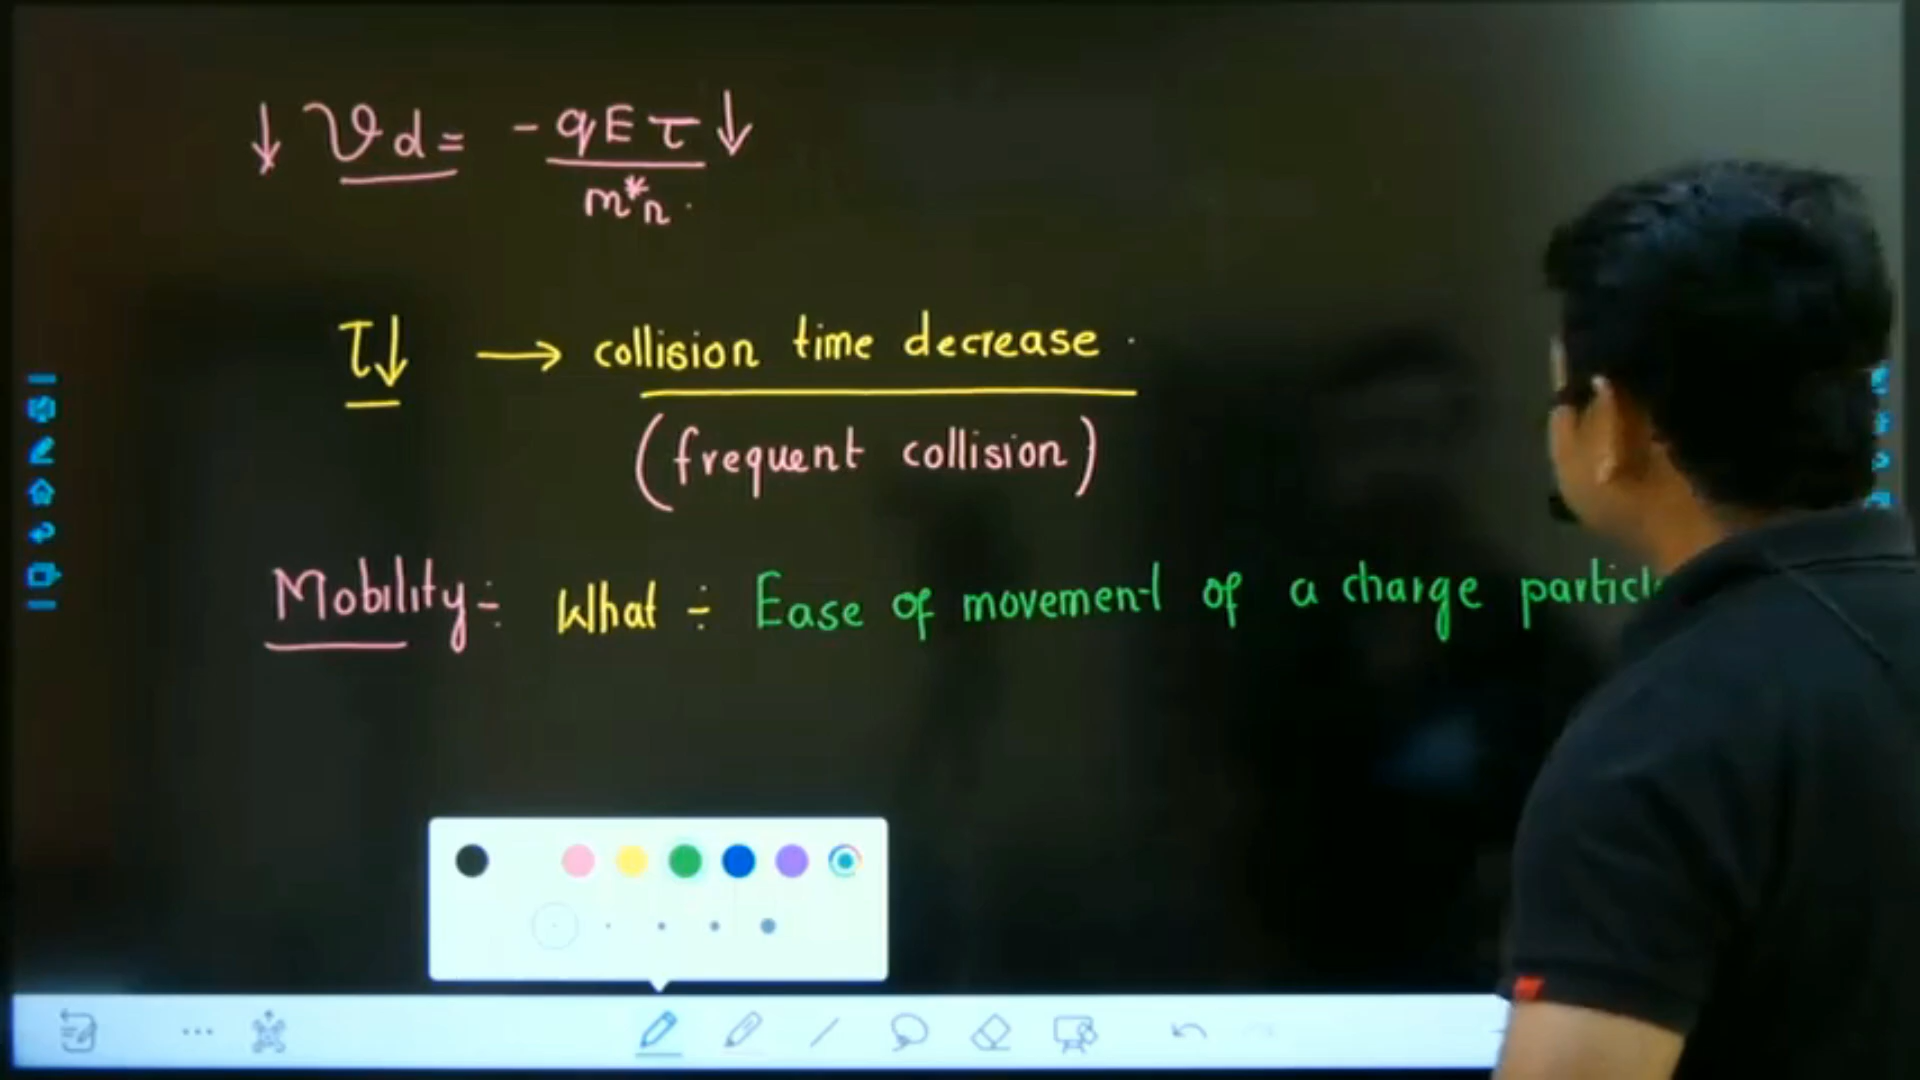 ↓ Vd = - qEτ ↓
m*n
τ↓ → collision time decrease
(frequent collision)
Mobility :- What :- Ease of movement of a charge